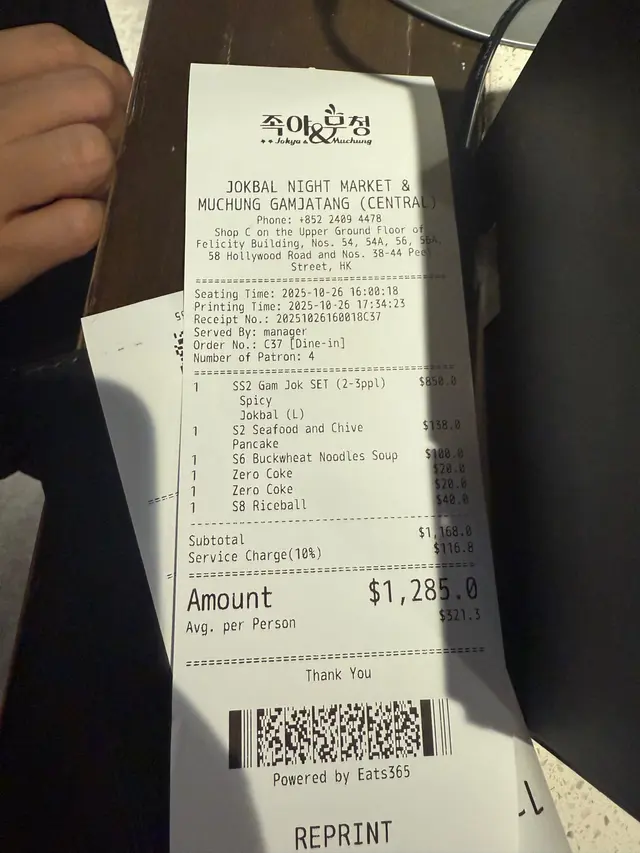 족야&무청
Jokya & Muchung
JOKBAL NIGHT MARKET &
MUCHUNG GAMJATANG (CENTRAL)
Phone: +852 2409 4478
Shop C on the Upper Ground Floor of
Felicity Building, Nos. 54, 54A, 56, 56A,
58 Hollywood Road and Nos. 38-44 Peel
Street, HK
Seating Time: 2025-10-26 16:00:18
Printing Time: 2025-10-26 17:34:23
Receipt No.: 20251026160018C37
Served By: manager
Order No.: C37 [Dine-in]
Number of Patron: 4
1 SS2 Gam Jok SET (2-3ppl) $850.0
Spicy
Jokbal (L)
1 S2 Seafood and Chive $138.0
Pancake
1 S6 Buckwheat Noodles Soup $100.0
1 Zero Coke $20.0
1 Zero Coke $20.0
1 S8 Riceball $40.0
Subtotal $1,168.0
Service Charge(10%) $116.8
Amount $1,285.0
Avg. per Person $321.3
Thank You
Powered by Eats365
REPRINT